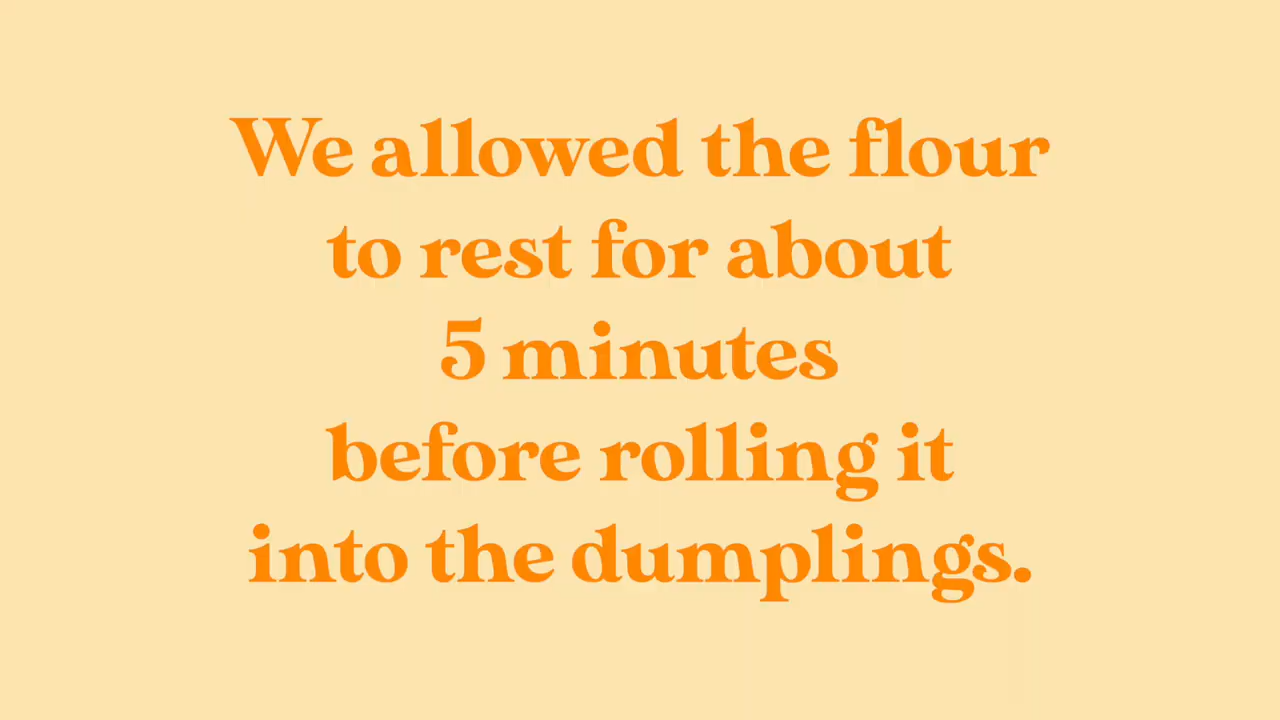 We allowed the flour
to rest for about
5 minutes
before rolling it
into the dumplings.